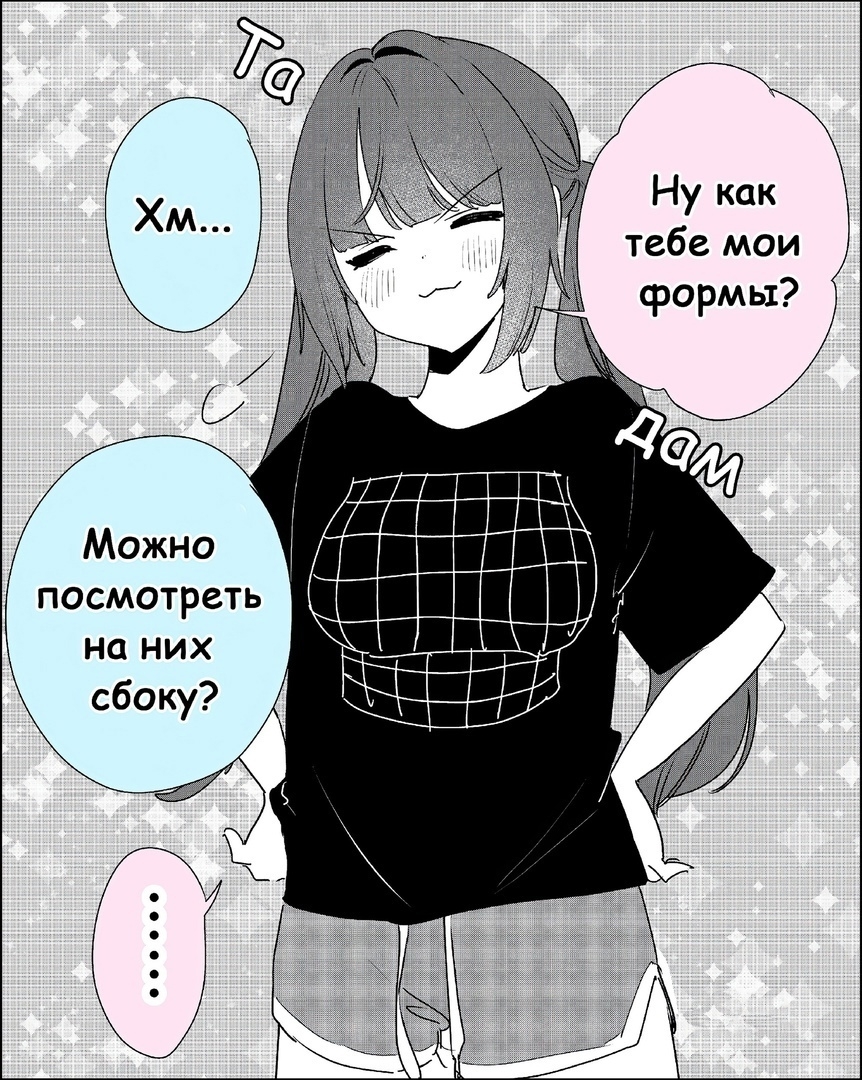 Та
дам
Ну как
тебе мои
формы?
Хм...
Можно
посмотреть
на них
сбоку?
......